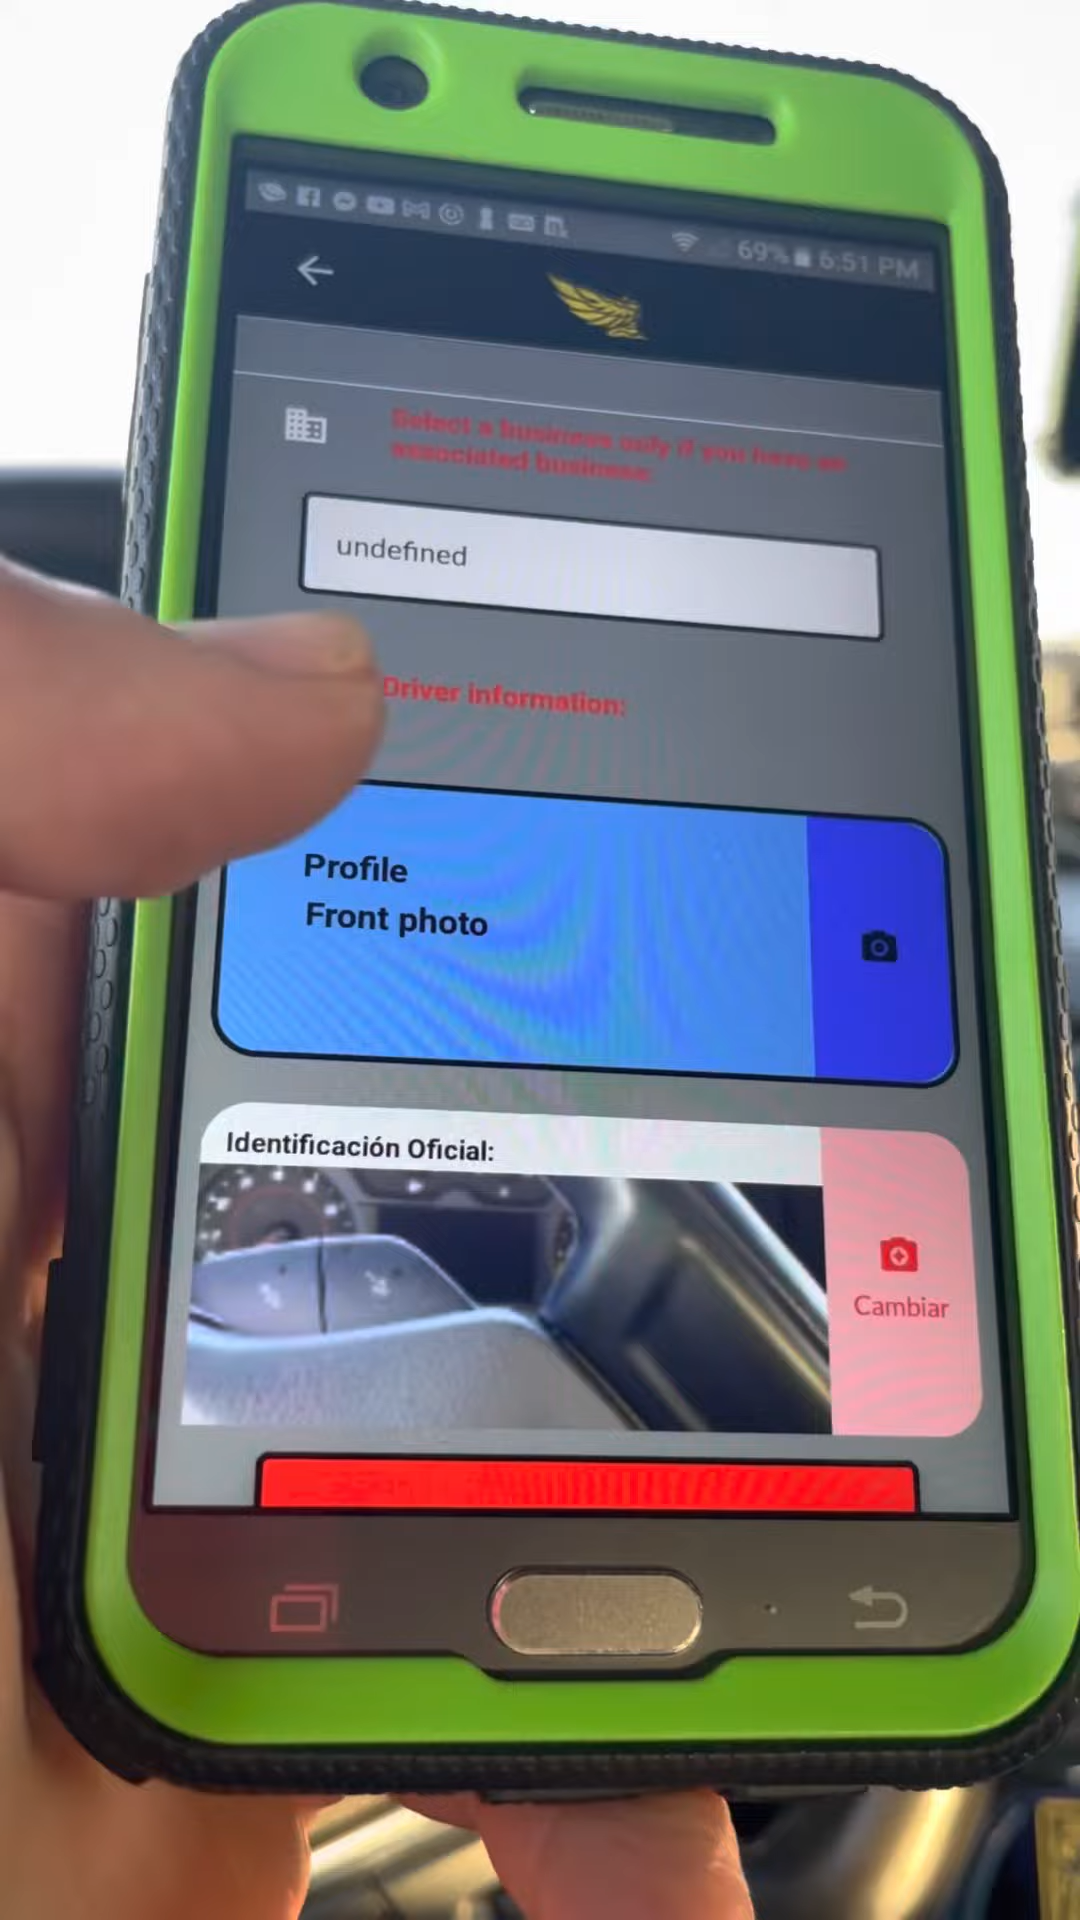 69% 6:51 PM
Select a business only if you have an
associated business:
undefined
Driver information:
Profile
Front photo
Identificación Oficial:
Cambiar